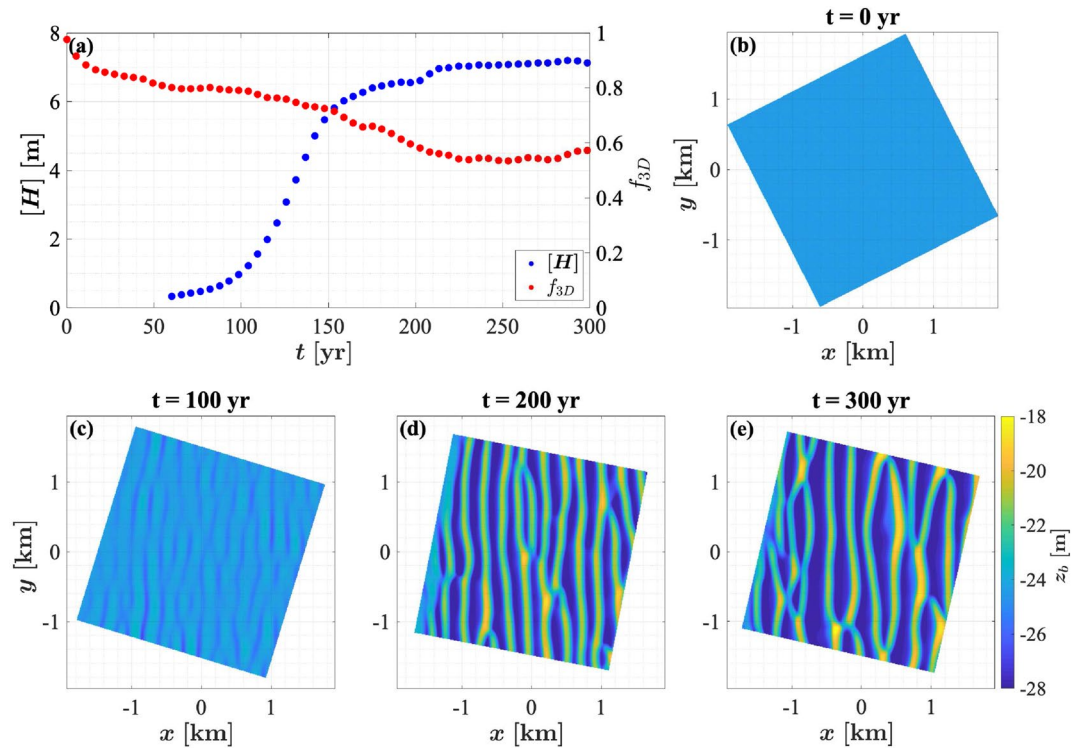 (a)
[H] [m]
8
6
4
2
0
0 50 100 150 200 250 300
t [yr]
1
0.8
0.6
0.4
0.2
0
f3D
[H]
f3D
t = 0 yr
(b)
y [km]
1
0
-1
-1 0 1
x [km]
t = 100 yr
(c)
y [km]
1
0
-1
-1 0 1
x [km]
t = 200 yr
(d)
1
0
-1
-1 0 1
x [km]
t = 300 yr
(e)
1
0
-1
-1 0 1
x [km]
-18
-20
-22
-24
-26
-28
zb [m]